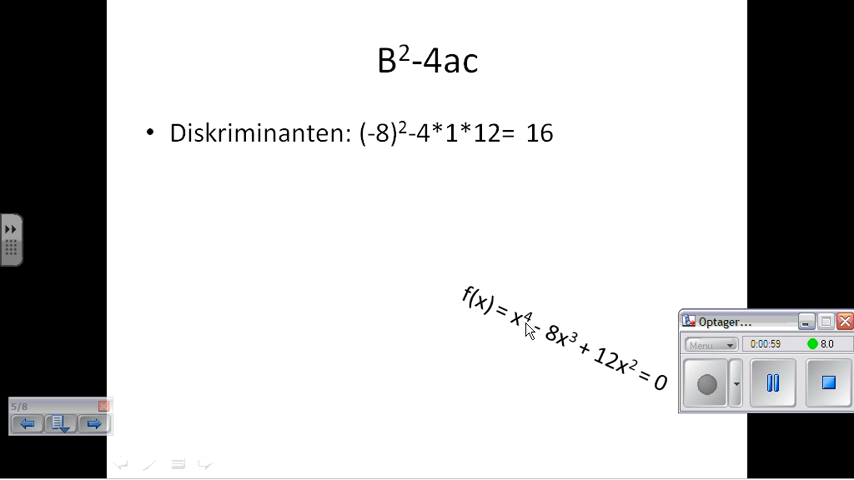 B²-4ac
• Diskriminanten: (-8)²-4*1*12= 16
f(x) = x⁴ - 8x³ + 12x² = 0
Optager...
Menu
0:00:59
8.0
5/8